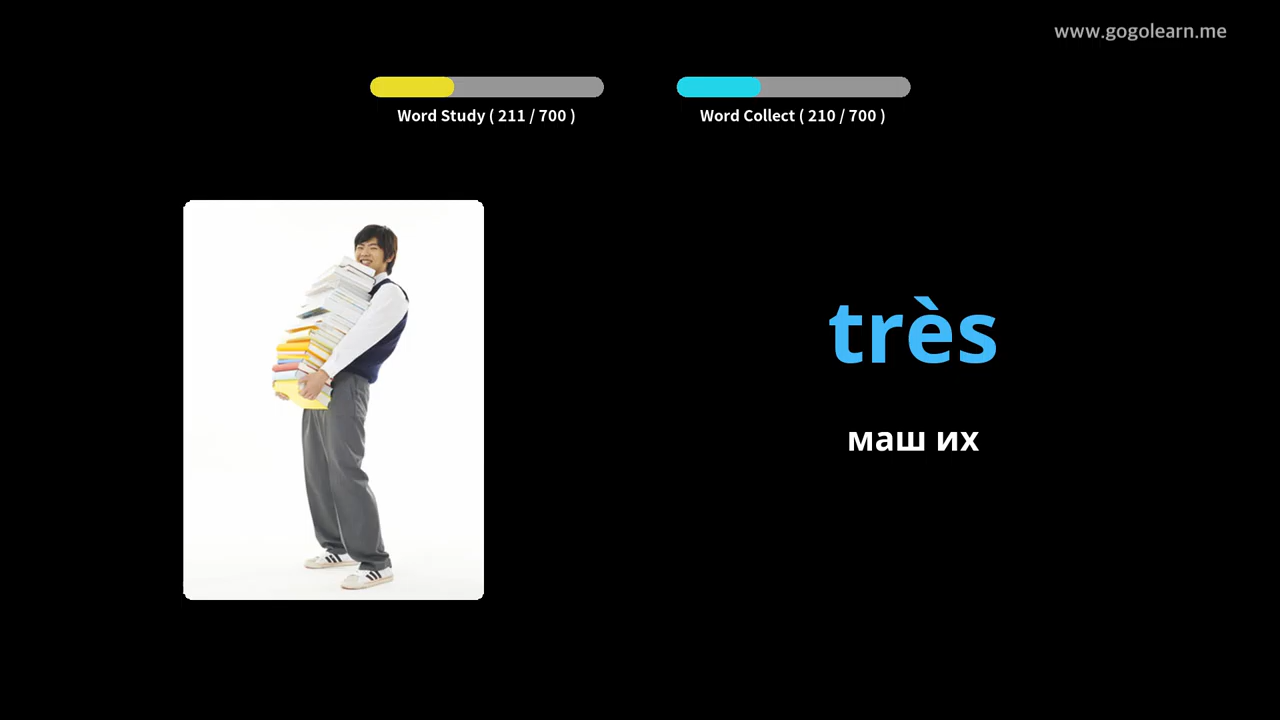 www.gogolearn.me
Word Study ( 211 / 700 )
Word Collect ( 210 / 700 )
très
маш их